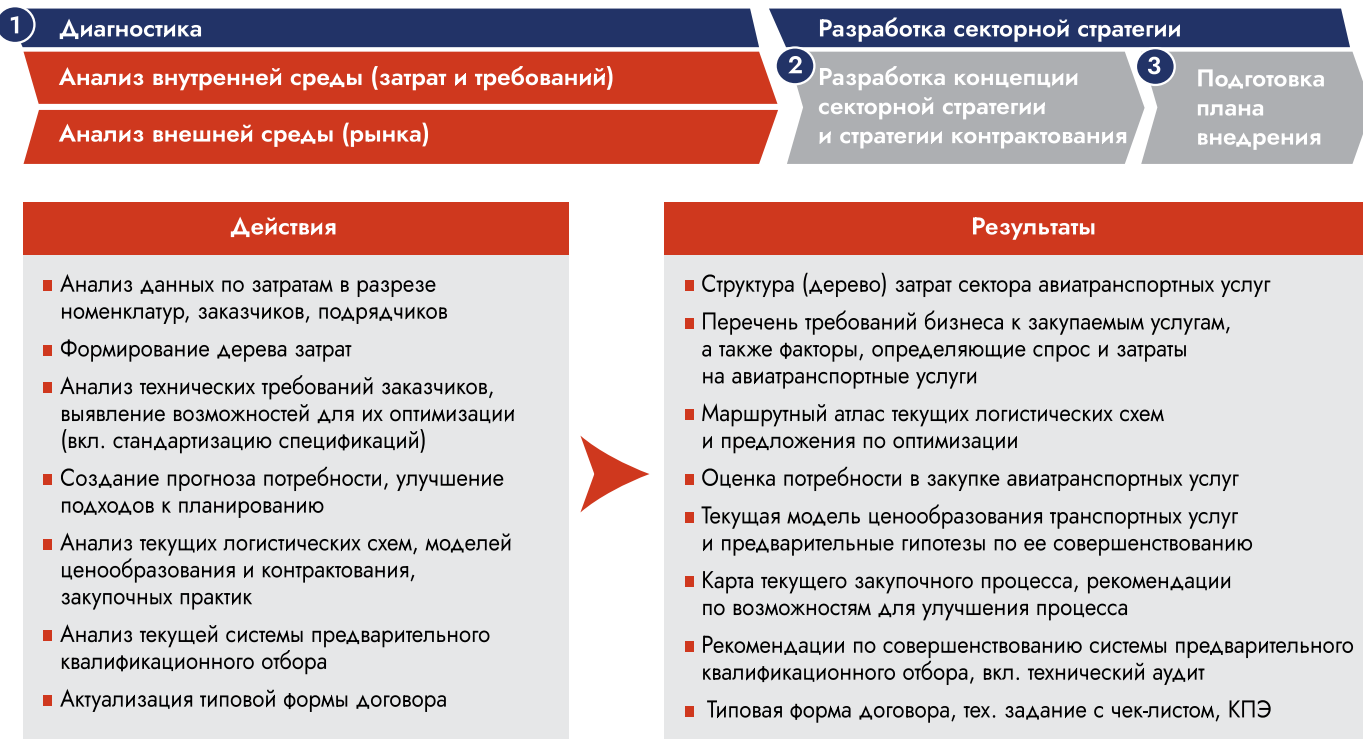 1 Диагностика
Анализ внутренней среды (затрат и требований)
Анализ внешней среды (рынка)
Разработка секторной стратегии
2 Разработка концепции
секторной стратегии
и стратегии контрактования
3 Подготовка
плана
внедрения
Действия
Анализ данных по затратам в разрезе
номенклатур, заказчиков, подрядчиков
Формирование дерева затрат
Анализ технических требований заказчиков,
выявление возможностей для их оптимизации
(вкл. стандартизацию спецификаций)
Создание прогноза потребности, улучшение
подходов к планированию
Анализ текущих логистических схем, моделей
ценообразования и контрактования,
закупочных практик
Анализ текущей системы предварительного
квалификационного отбора
Актуализация типовой формы договора
Результаты
Структура (дерево) затрат сектора авиатранспортных услуг
Перечень требований бизнеса к закупаемым услугам,
а также факторы, определяющие спрос и затраты
на авиатранспортные услуги
Маршрутный атлас текущих логистических схем
и предложения по оптимизации
Оценка потребности в закупке авиатранспортных услуг
Текущая модель ценообразования транспортных услуг
и предварительные гипотезы по ее совершенствованию
Карта текущего закупочного процесса, рекомендации
по возможностям для улучшения процесса
Рекомендации по совершенствованию системы предварительного
квалификационного отбора, вкл. технический аудит
Типовая форма договора, тех. задание с чек-листом, КПЭ